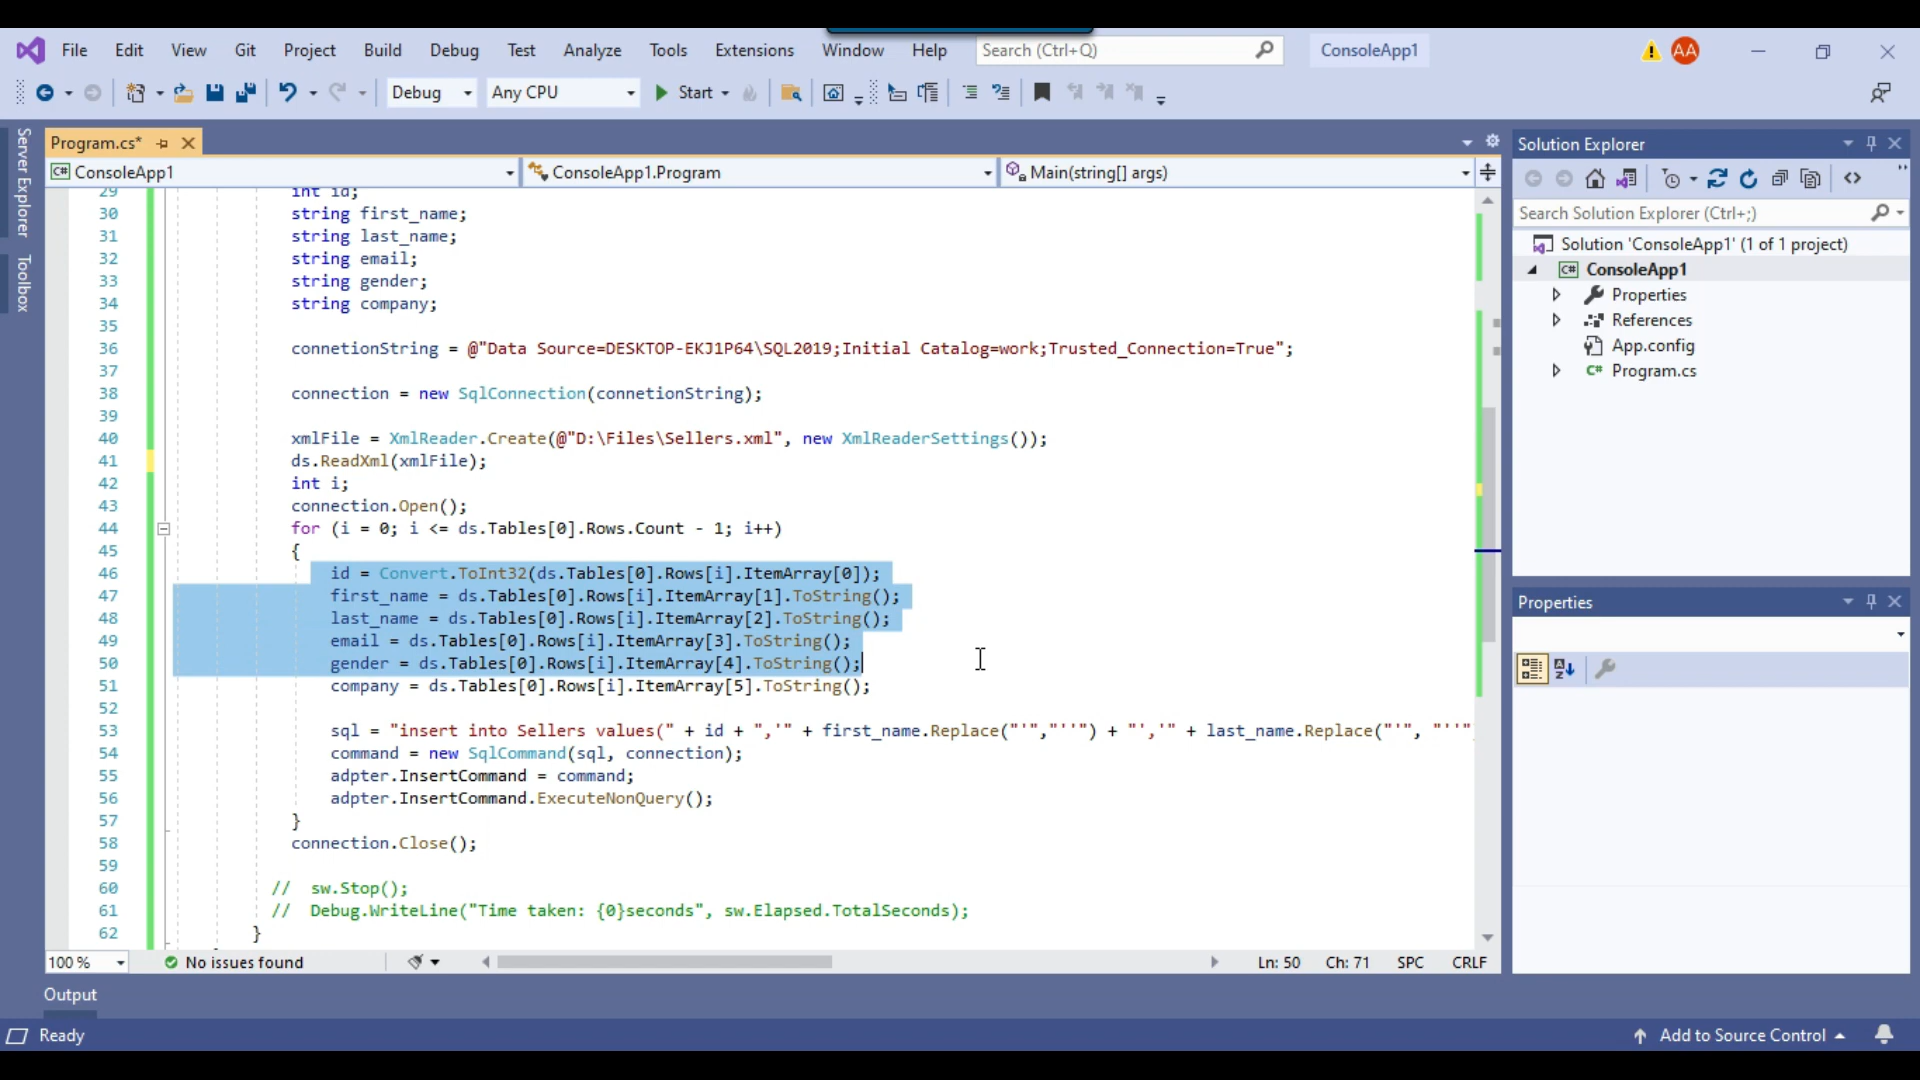 File Edit View Git Project Build Debug Test Analyze Tools Extensions Window Help Search (Ctrl+Q) ConsoleApp1 AA
Debug Any CPU Start
Server Explorer
Toolbox
Program.cs*
C# ConsoleApp1 ConsoleApp1.Program Main(string[] args)
29 int id;
30 string first_name;
31 string last_name;
32 string email;
33 string gender;
34 string company;
35
36 connetionString = @"Data Source=DESKTOP-EKJ1P64\SQL2019;Initial Catalog=work;Trusted_Connection=True";
37
38 connection = new SqlConnection(connetionString);
39
40 xmlFile = XmlReader.Create(@"D:\Files\Sellers.xml", new XmlReaderSettings());
41 ds.ReadXml(xmlFile);
42 int i;
43 connection.Open();
44 for (i = 0; i <= ds.Tables[0].Rows.Count - 1; i++)
45 {
46 id = Convert.ToInt32(ds.Tables[0].Rows[i].ItemArray[0]);
47 first_name = ds.Tables[0].Rows[i].ItemArray[1].ToString();
48 last_name = ds.Tables[0].Rows[i].ItemArray[2].ToString();
49 email = ds.Tables[0].Rows[i].ItemArray[3].ToString();
50 gender = ds.Tables[0].Rows[i].ItemArray[4].ToString();
51 company = ds.Tables[0].Rows[i].ItemArray[5].ToString();
52
53 sql = "insert into Sellers values(" + id + ",'" + first_name.Replace("'","''") + "','" + last_name.Replace("'", "''"
54 command = new SqlCommand(sql, connection);
55 adpter.InsertCommand = command;
56 adpter.InsertCommand.ExecuteNonQuery();
57 }
58 connection.Close();
59
60 // sw.Stop();
61 // Debug.WriteLine("Time taken: {0}seconds", sw.Elapsed.TotalSeconds);
62 }
100 % No issues found Ln: 50 Ch: 71 SPC CRLF
Solution Explorer
Search Solution Explorer (Ctrl+;)
Solution 'ConsoleApp1' (1 of 1 project)
C# ConsoleApp1
Properties
References
App.config
C# Program.cs
Properties
Output
Ready Add to Source Control